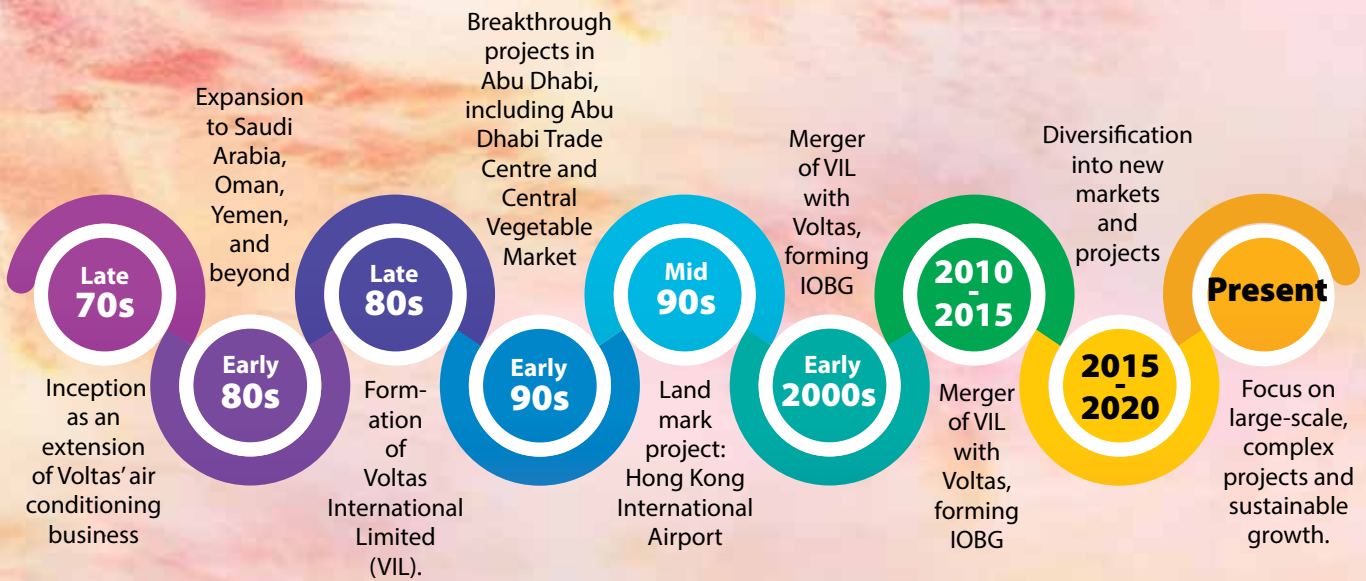 Late
70s
Inception
as an
extension
of Voltas’ air
conditioning
business
Expansion
to Saudi
Arabia,
Oman,
Yemen,
and
beyond
Early
80s
Late
80s
Form-
ation
of
Voltas
International
Limited
(VIL).
Breakthrough
projects in
Abu Dhabi,
including Abu
Dhabi Trade
Centre and
Central
Vegetable
Market
Early
90s
Mid
90s
Land
mark
project:
Hong Kong
International
Airport
Merger
of VIL
with
Voltas,
forming
IOBG
Early
2000s
2010
-
2015
Merger
of VIL
with
Voltas,
forming
IOBG
Diversification
into new
markets
and
projects
2015
-
2020
Present
Focus on
large-scale,
complex
projects and
sustainable
growth.